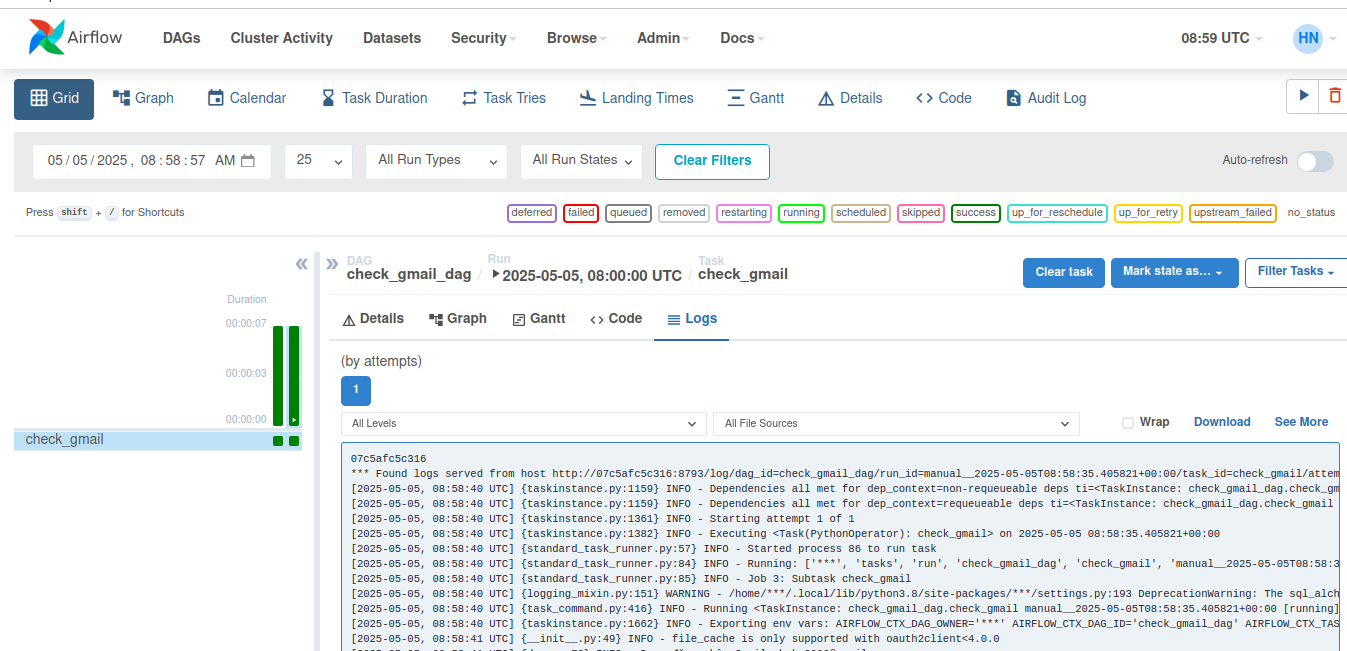 Airflow DAGs Cluster Activity Datasets Security Browse Admin Docs 08:59 UTC HN
Grid Graph Calendar Task Duration Task Tries Landing Times Gantt Details Code Audit Log
05/05/2025, 08:58:57 AM 25 All Run Types All Run States Clear Filters Auto-refresh
Press shift + / for Shortcuts deferred failed queued removed restarting running scheduled skipped success up_for_reschedule up_for_retry upstream_failed no_status
DAG Run Task
check_gmail_dag / 2025-05-05, 08:00:00 UTC / check_gmail Clear task Mark state as... Filter Tasks
Duration
00:00:07
00:00:03
00:00:00
check_gmail
Details Graph Gantt Code Logs
(by attempts)
1
All Levels All File Sources Wrap Download See More
07c5afc5c316
*** Found logs served from host http://07c5afc5c316:8793/log/dag_id=check_gmail_dag/run_id=manual__2025-05-05T08:58:35.405821+00:00/task_id=check_gmail/attem
[2025-05-05, 08:58:40 UTC] {taskinstance.py:1159} INFO - Dependencies all met for dep_context=non-requeueable deps ti=<TaskInstance: check_gmail_dag.check_gm
[2025-05-05, 08:58:40 UTC] {taskinstance.py:1159} INFO - Dependencies all met for dep_context=requeueable deps ti=<TaskInstance: check_gmail_dag.check_gmail
[2025-05-05, 08:58:40 UTC] {taskinstance.py:1361} INFO - Starting attempt 1 of 1
[2025-05-05, 08:58:40 UTC] {taskinstance.py:1382} INFO - Executing <Task(PythonOperator): check_gmail> on 2025-05-05 08:58:35.405821+00:00
[2025-05-05, 08:58:40 UTC] {standard_task_runner.py:57} INFO - Started process 86 to run task
[2025-05-05, 08:58:40 UTC] {standard_task_runner.py:84} INFO - Running: ['***', 'tasks', 'run', 'check_gmail_dag', 'check_gmail', 'manual__2025-05-05T08:58:3
[2025-05-05, 08:58:40 UTC] {standard_task_runner.py:85} INFO - Job 3: Subtask check_gmail
[2025-05-05, 08:58:40 UTC] {logging_mixin.py:151} WARNING - /home/***/.local/lib/python3.8/site-packages/***/settings.py:193 DeprecationWarning: The sql_alch
[2025-05-05, 08:58:40 UTC] {task_command.py:416} INFO - Running <TaskInstance: check_gmail_dag.check_gmail manual__2025-05-05T08:58:35.405821+00:00 [running]
[2025-05-05, 08:58:40 UTC] {taskinstance.py:1662} INFO - Exporting env vars: AIRFLOW_CTX_DAG_OWNER='***' AIRFLOW_CTX_DAG_ID='check_gmail_dag' AIRFLOW_CTX_TAS
[2025-05-05, 08:58:41 UTC] {__init__.py:49} INFO - file_cache is only supported with oauth2client<4.0.0